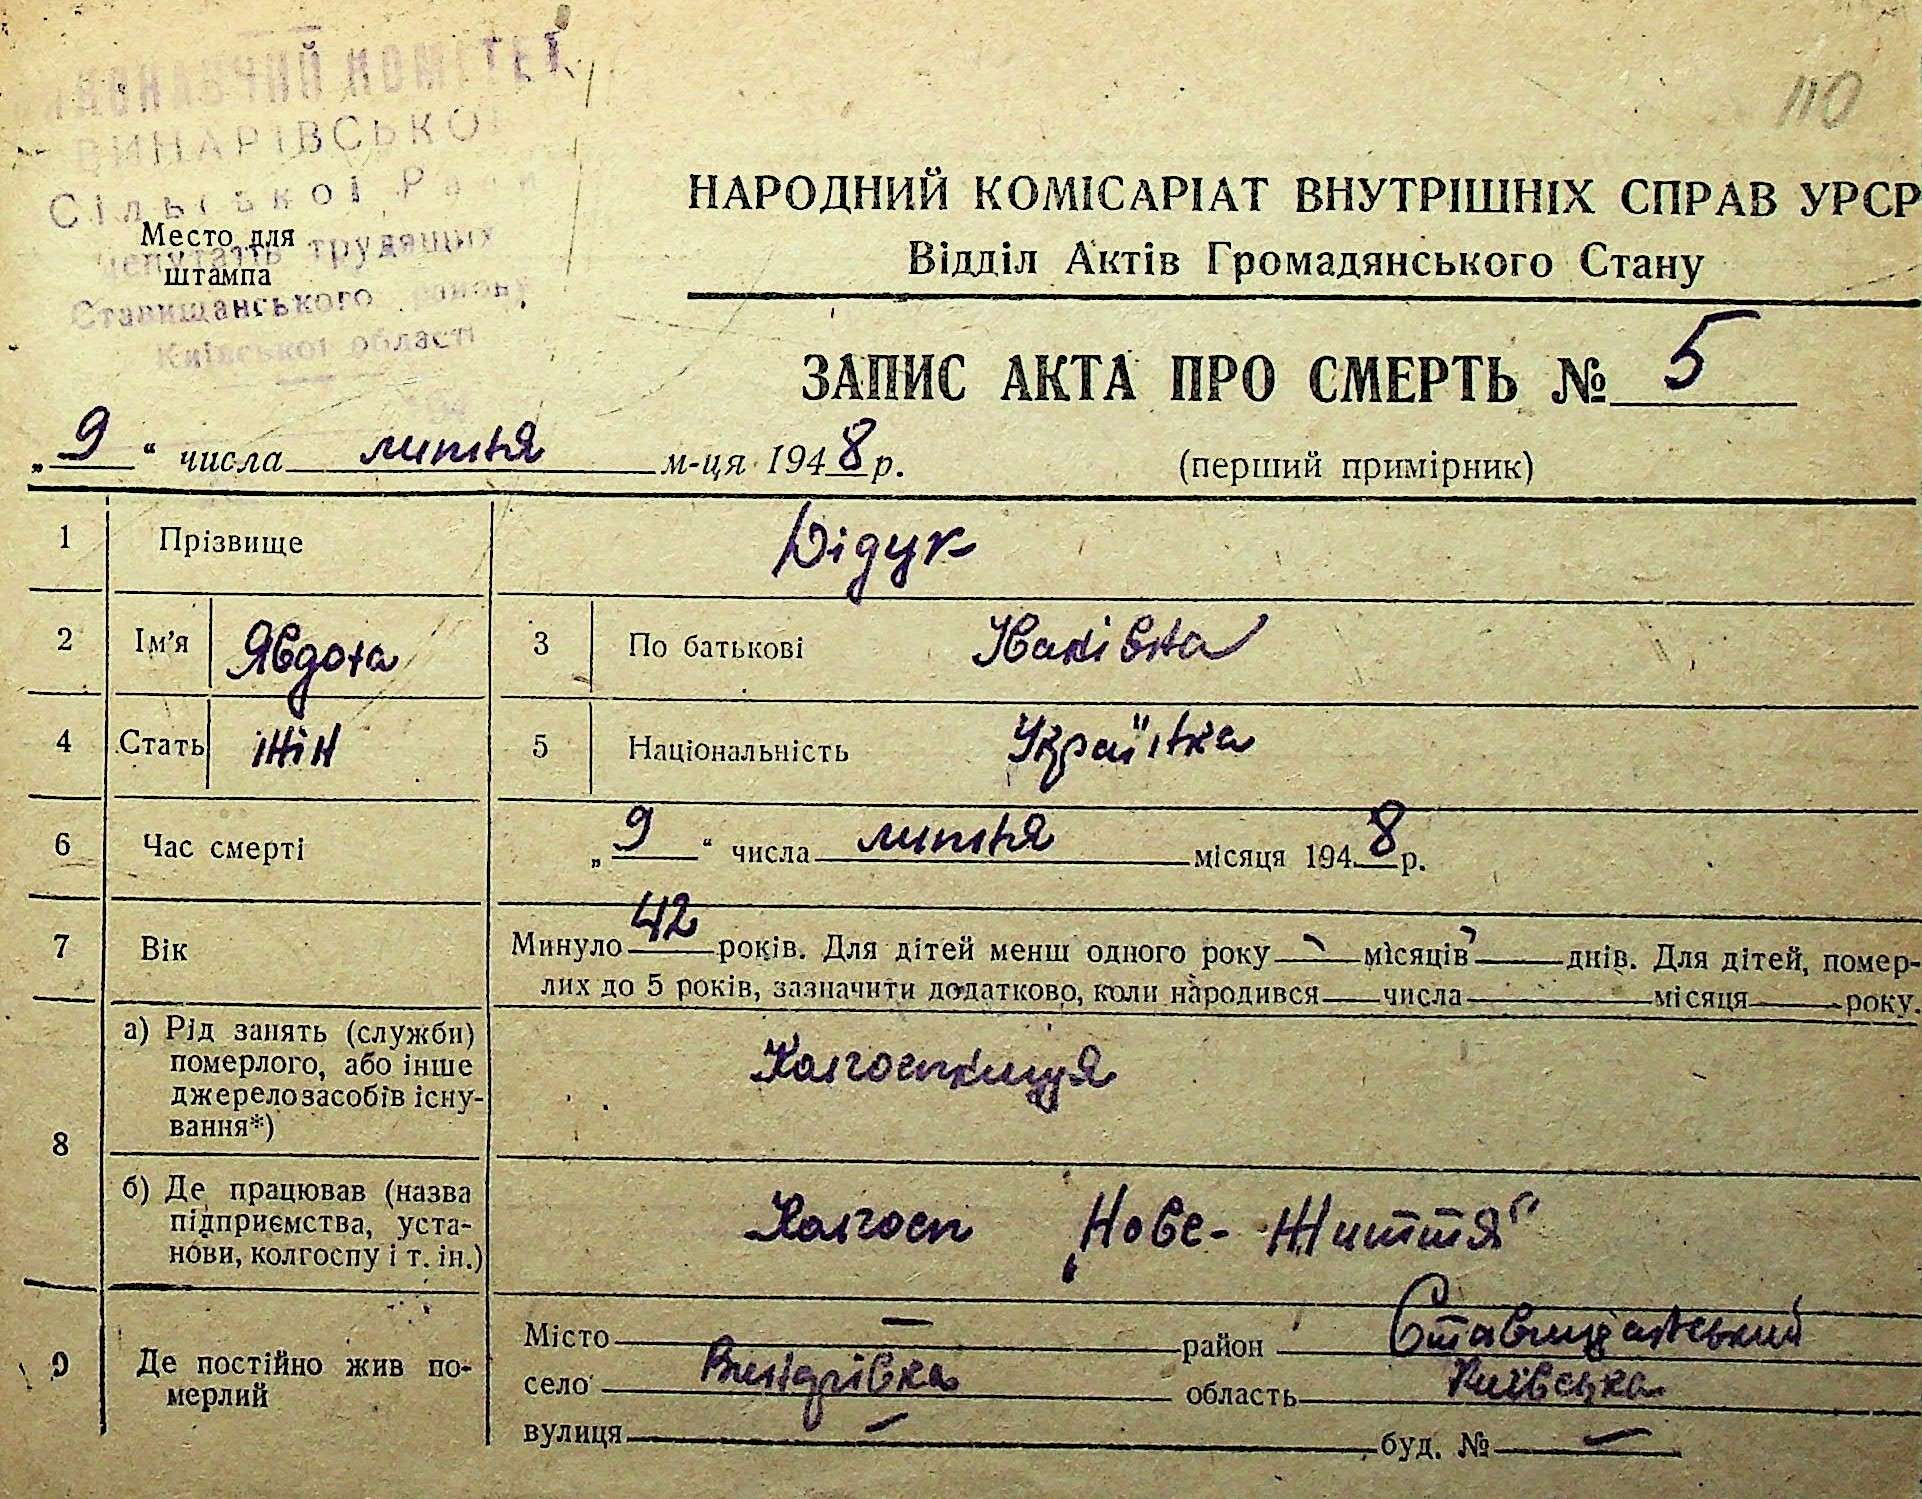 110
ВИНАРІВСЬКОЇ
Сільської Ради
депутатів трудящих
Ставищанського району
Київської області
Место для
штампа
НАРОДНИЙ КОМІСАРІАТ ВНУТРІШНІХ СПРАВ УРСР
Відділ Актів Громадянського Стану
ЗАПИС АКТА ПРО СМЕРТЬ № 5
„9“ числа липня м-ця 1948 р. (перший примірник)
1 Прізвище Дідук
2 Ім’я Явдоха 3 По батькові Іванівна
4 Стать жін 5 Національність Українка
6 Час смерті „9“ числа липня місяця 1948 р.
7 Вік Минуло 42 років. Для дітей менш одного року — місяців — днів. Для дітей, помер-
лих до 5 років, зазначити додатково, коли народився числа місяця року.
8 а) Рід занять (служби)
померлого, або інше
джерело засобів існу-
вання*)
Колгоспниця
б) Де працював (назва
підприємства, уста-
нови, колгоспу і т. ін.)
Колгосп „Нове-Життя“
9 Де постійно жив по-
мерлий
Місто — район Ставищанський
село Винарівка область Київська
вулиця — буд. № —